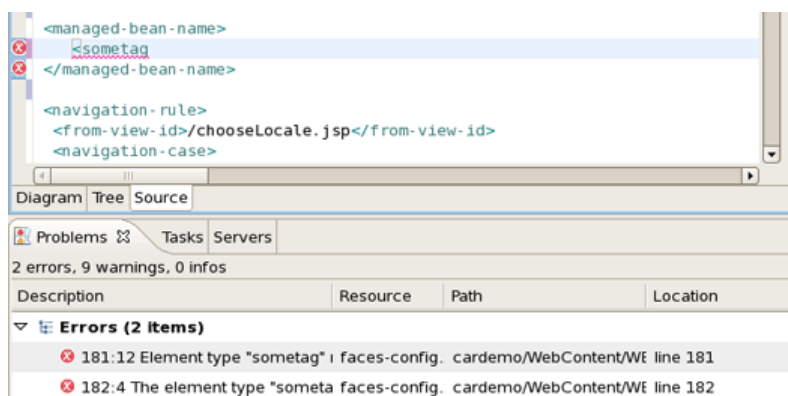 <managed-bean-name>
<sometag
</managed-bean-name>
<navigation-rule>
<from-view-id>/chooseLocale.jsp</from-view-id>
<navigation-case>
Diagram Tree Source
Problems Tasks Servers
2 errors, 9 warnings, 0 infos
Description Resource Path Location
Errors (2 items)
181:12 Element type "sometag" faces-config. cardemo/WebContent/WE line 181
182:4 The element type "someta faces-config. cardemo/WebContent/WE line 182